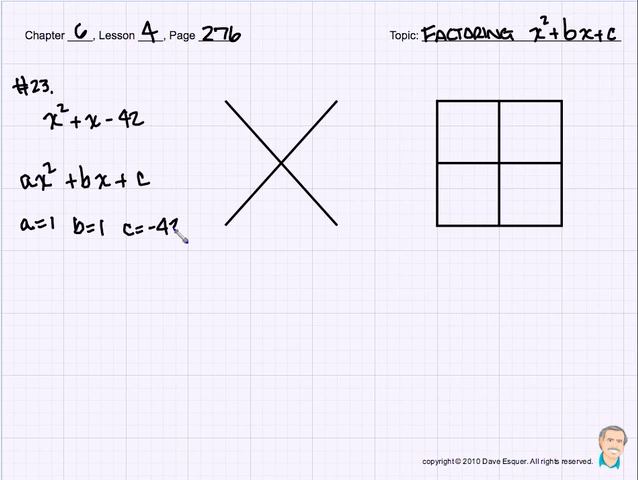 Chapter 6, Lesson 4, Page 276
Topic: FACTORING x²+bx+c
#23.
x²+x-42
ax²+bx+c
a=1 b=1 c=-42
copyright © 2010 Dave Esquer. All rights reserved.